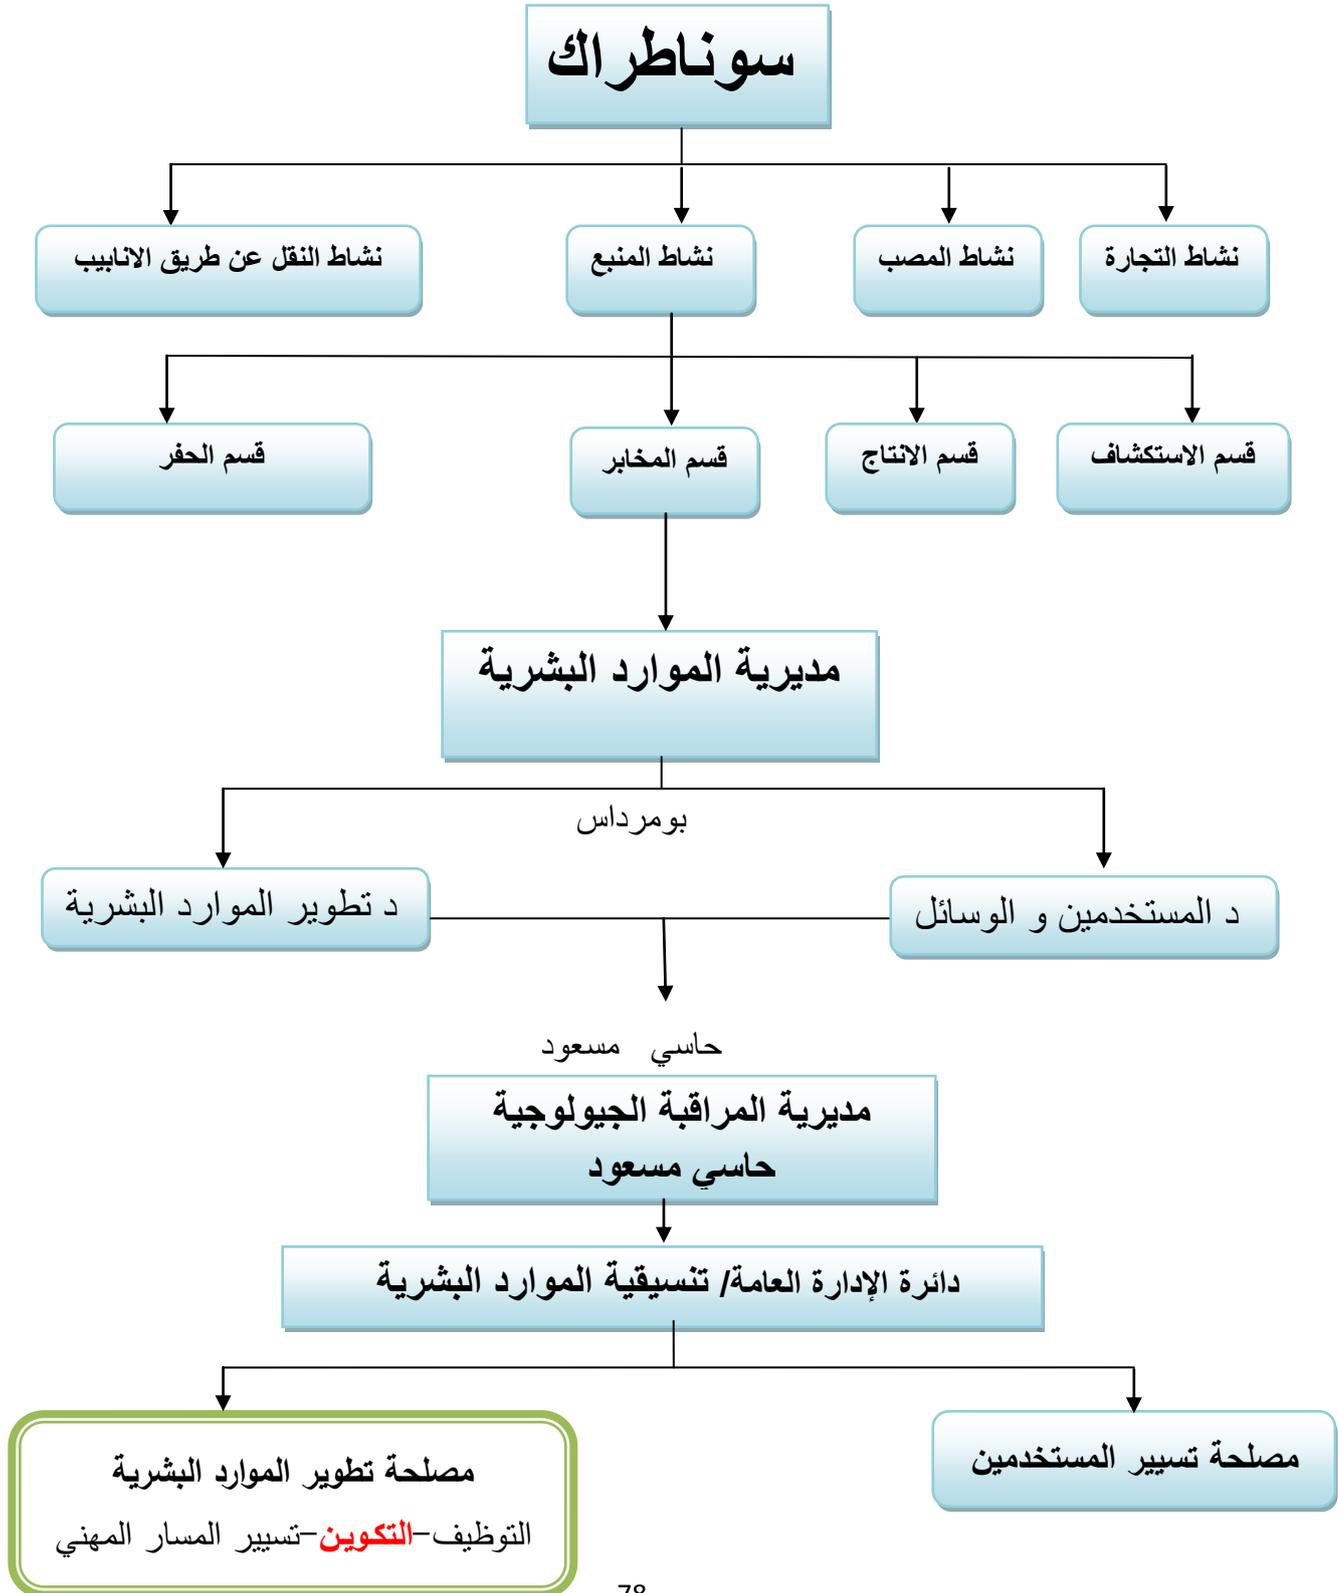 سوناطراك
نشاط التجارة
نشاط المصب
نشاط المنبع
نشاط النقل عن طريق الانابيب
قسم الاستكشاف
قسم الانتاج
قسم المخابر
قسم الحفر
مديرية الموارد البشرية
بومرداس
د المستخدمين و الوسائل
د تطوير الموارد البشرية
حاسي مسعود
مديرية المراقبة الجيولوجية
حاسي مسعود
دائرة الإدارة العامة/ تنسيقية الموارد البشرية
مصلحة تسيير المستخدمين
مصلحة تطوير الموارد البشرية
التوظيف-التكوين-تسيير المسار المهني
78